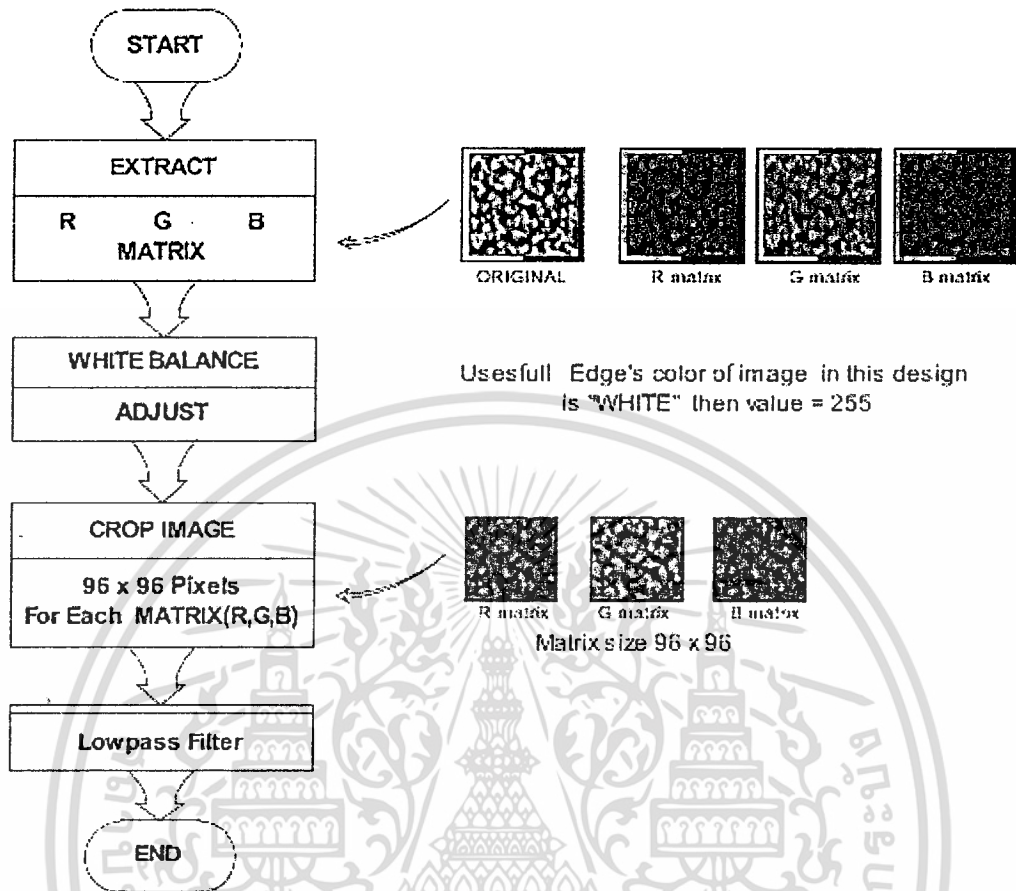 START
EXTRACT
R G B
MATRIX
ORIGINAL R matrix G matrix B matrix
WHITE BALANCE
ADJUST
Usesfull Edge's color of image in this design
is "WHITE" then value = 255
CROP IMAGE
96 x 96 Pixels
For Each MATRIX(R,G,B)
R matrix G matrix B matrix
Matrix size 96 x 96
Lowpass Filter
END